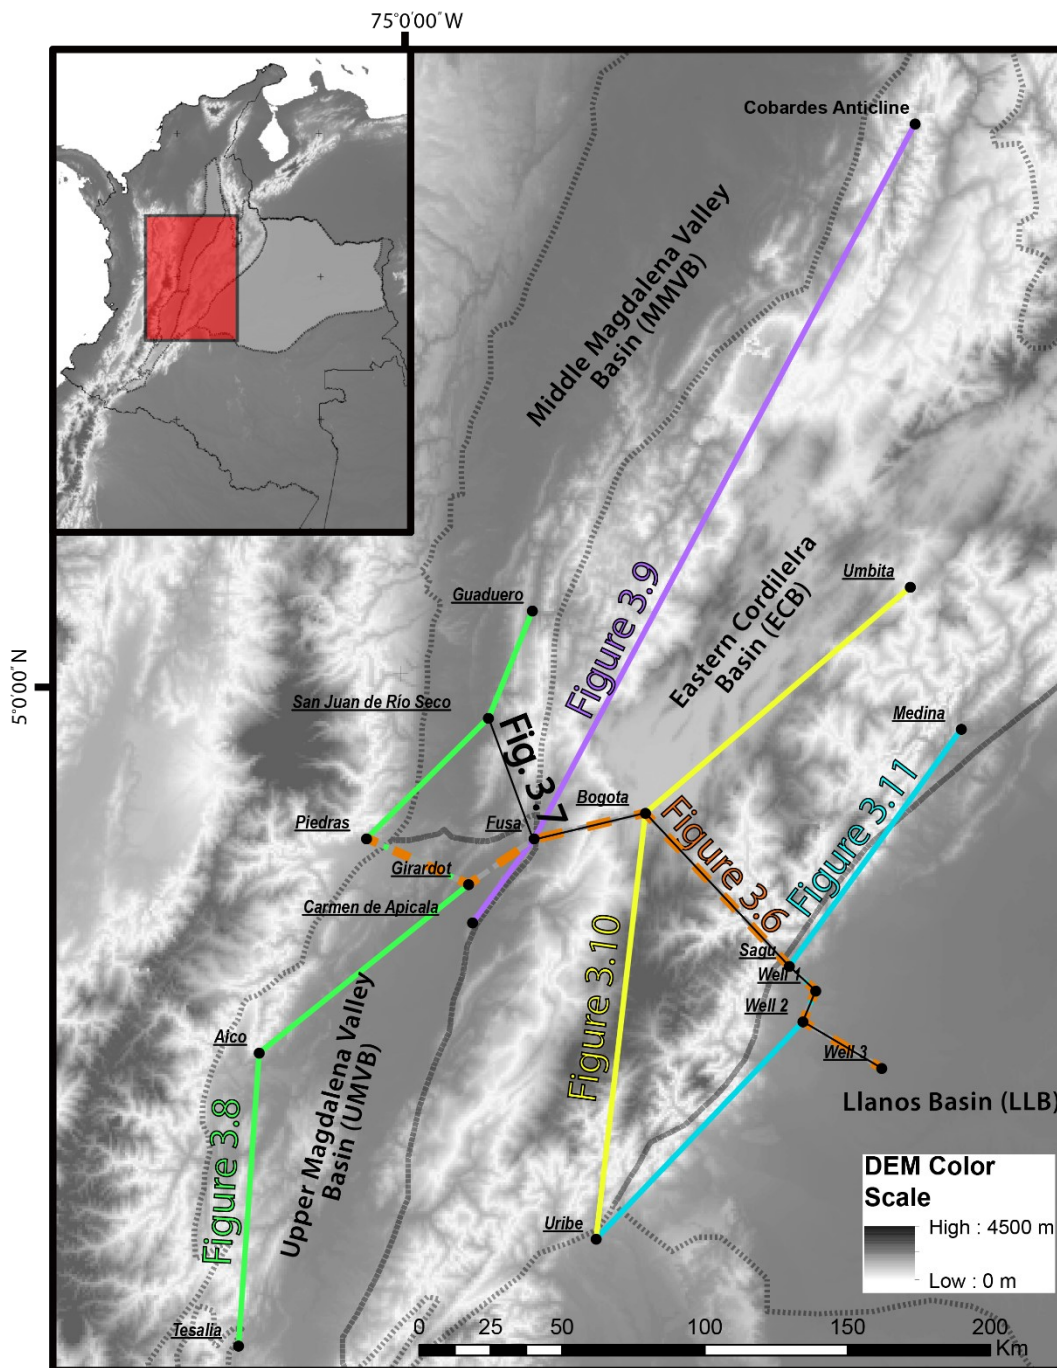 75°0'00" W
Cobardes Anticline
Middle Magdalena Valley
Basin (MMVB)
Umbita
Eastern Cordilelra
Basin (ECB)
Figure 3.9
Guaduero
5°0'00" N
San Juan de Río Seco
Medina
Fig. 3.7
Bogota
Figure 3.11
Piedras
Fusa
Figure 3.6
Girardot
Carmen de Apicala
Sagu
Well 1
Well 2
Figure 3.10
Aico
Well 3
Upper Magdalena Valley
Basin (UMVB)
Llanos Basin (LLB)
Figure 3.8
DEM Color
Scale
High : 4500 m
Low : 0 m
Uribe
Tesalia
0 25 50 100 150 200
Km